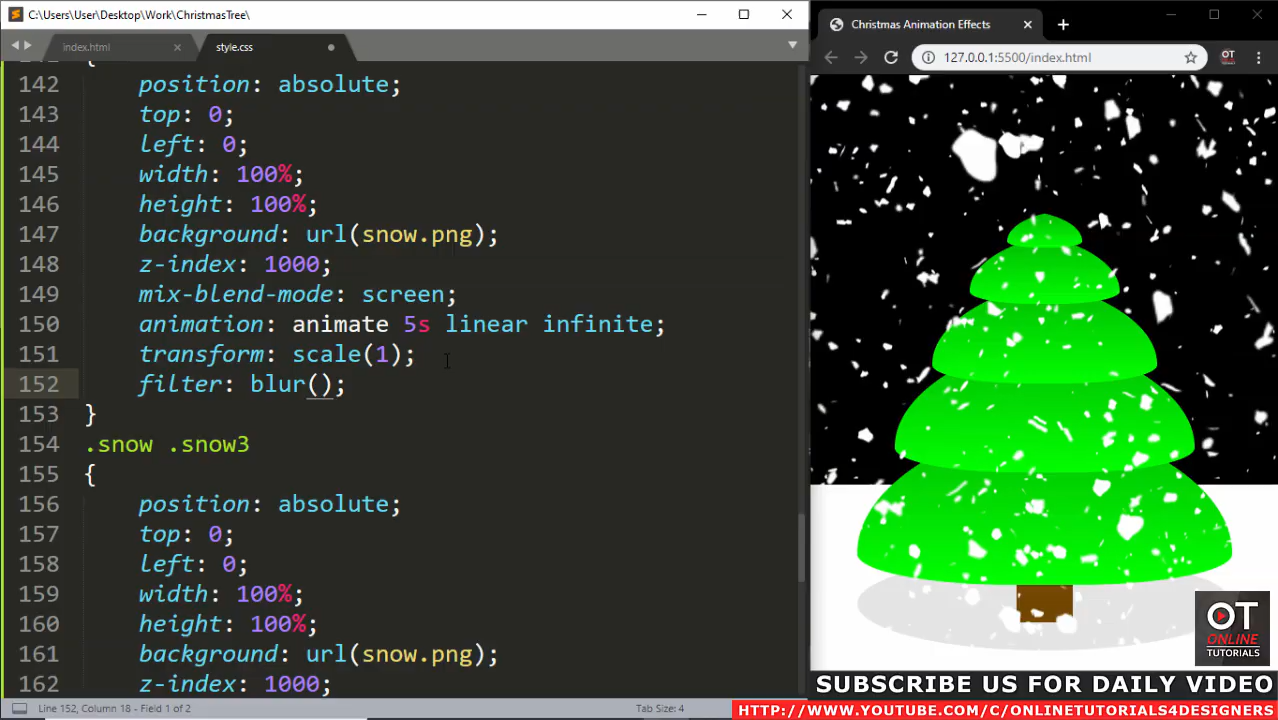 C:\Users\User\Desktop\Work\ChristmasTree\
index.html
style.css
142 position: absolute;
143 top: 0;
144 left: 0;
145 width: 100%;
146 height: 100%;
147 background: url(snow.png);
148 z-index: 1000;
149 mix-blend-mode: screen;
150 animation: animate 5s linear infinite;
151 transform: scale(1);
152 filter: blur();
153 }
154 .snow .snow3
155 {
156 position: absolute;
157 top: 0;
158 left: 0;
159 width: 100%;
160 height: 100%;
161 background: url(snow.png);
162 z-index: 1000;
Line 152, Column 18 - Field 1 of 2
Tab Size: 4
Christmas Animation Effects
127.0.0.1:5500/index.html
OT
OT
ONLINE
TUTORIALS
SUBSCRIBE US FOR DAILY VIDEO
HTTP://WWW.YOUTUBE.COM/C/ONLINETUTORIALS4DESIGNERS